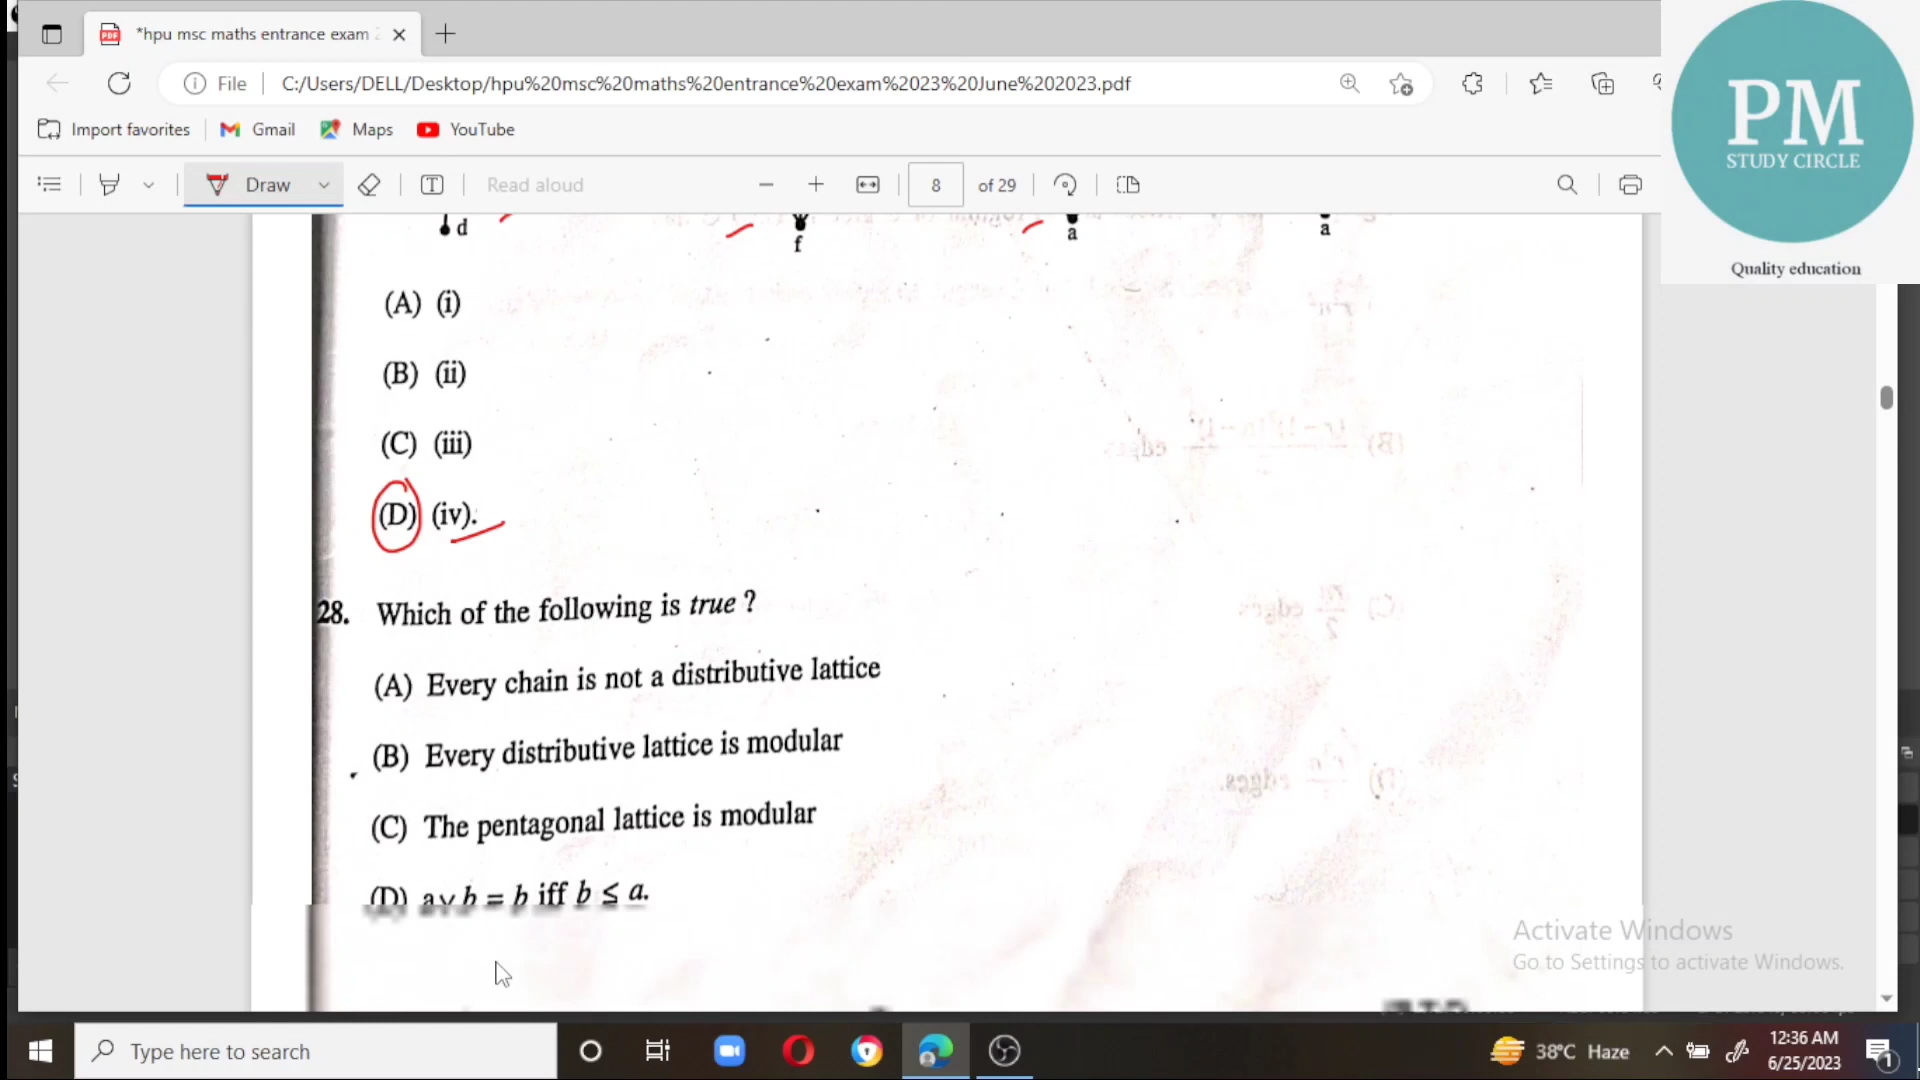 *hpu msc maths entrance exam 2
File C:/Users/DELL/Desktop/hpu%20msc%20maths%20entrance%20exam%2023%20June%202023.pdf
Import favorites Gmail Maps YouTube
Draw Read aloud 8 of 29
PM
STUDY CIRCLE
Quality education
d f a a
(A) (i)
(B) (ii)
(C) (iii)
(D) (iv).
28. Which of the following is true ?
(A) Every chain is not a distributive lattice
(B) Every distributive lattice is modular
(C) The pentagonal lattice is modular
(D) a ∨ b = b iff b ≤ a.
Activate Windows
Go to Settings to activate Windows.
Type here to search
38°C Haze
12:36 AM
6/25/2023
1